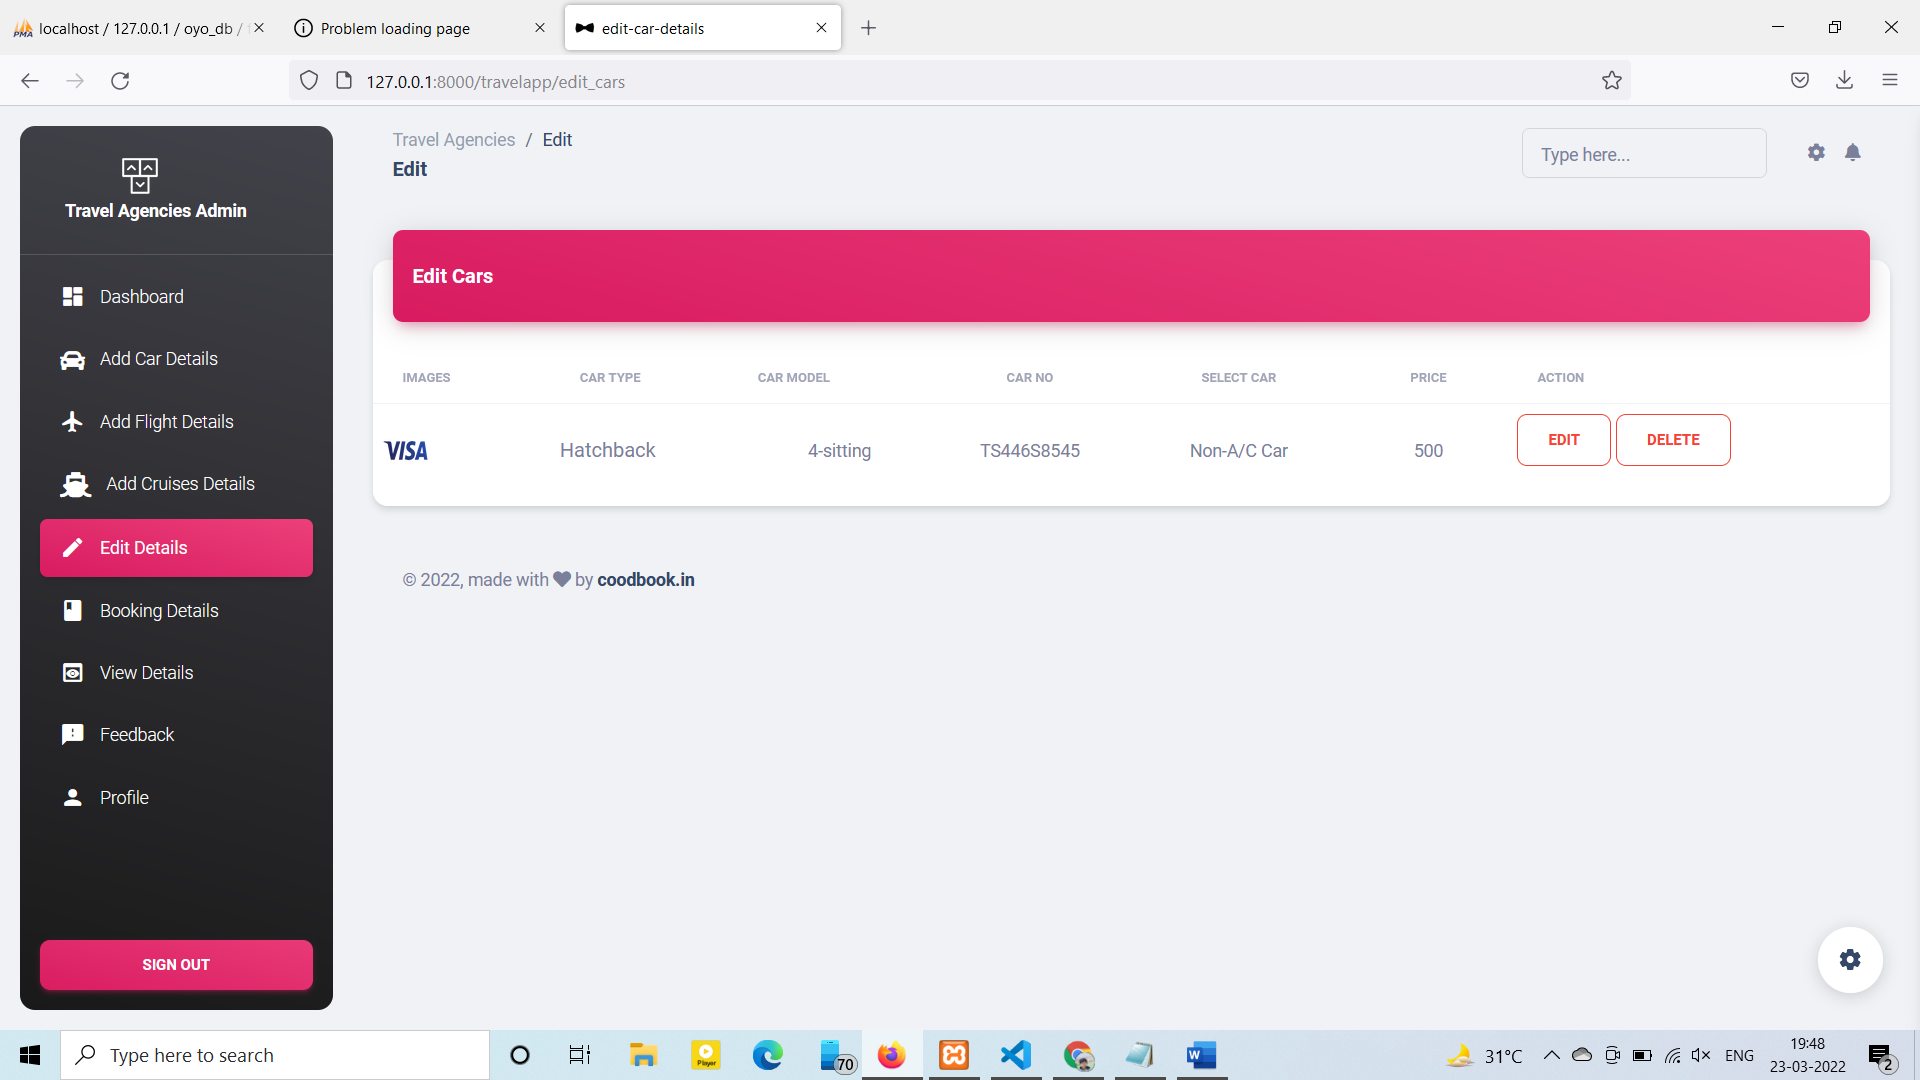 localhost / 127.0.0.1 / oyo_db /
Problem loading page
edit-car-details
127.0.0.1:8000/travelapp/edit_cars
Travel Agencies / Edit
Edit
Type here...
Travel Agencies Admin
Dashboard
Add Car Details
Add Flight Details
Add Cruises Details
Edit Details
Booking Details
View Details
Feedback
Profile
SIGN OUT
Edit Cars
IMAGES CAR TYPE CAR MODEL CAR NO SELECT CAR PRICE ACTION
VISA Hatchback 4-sitting TS446S8545 Non-A/C Car 500 EDIT DELETE
© 2022, made with by coodbook.in
Type here to search
Player
70
31°C
ENG
19:48
23-03-2022
2